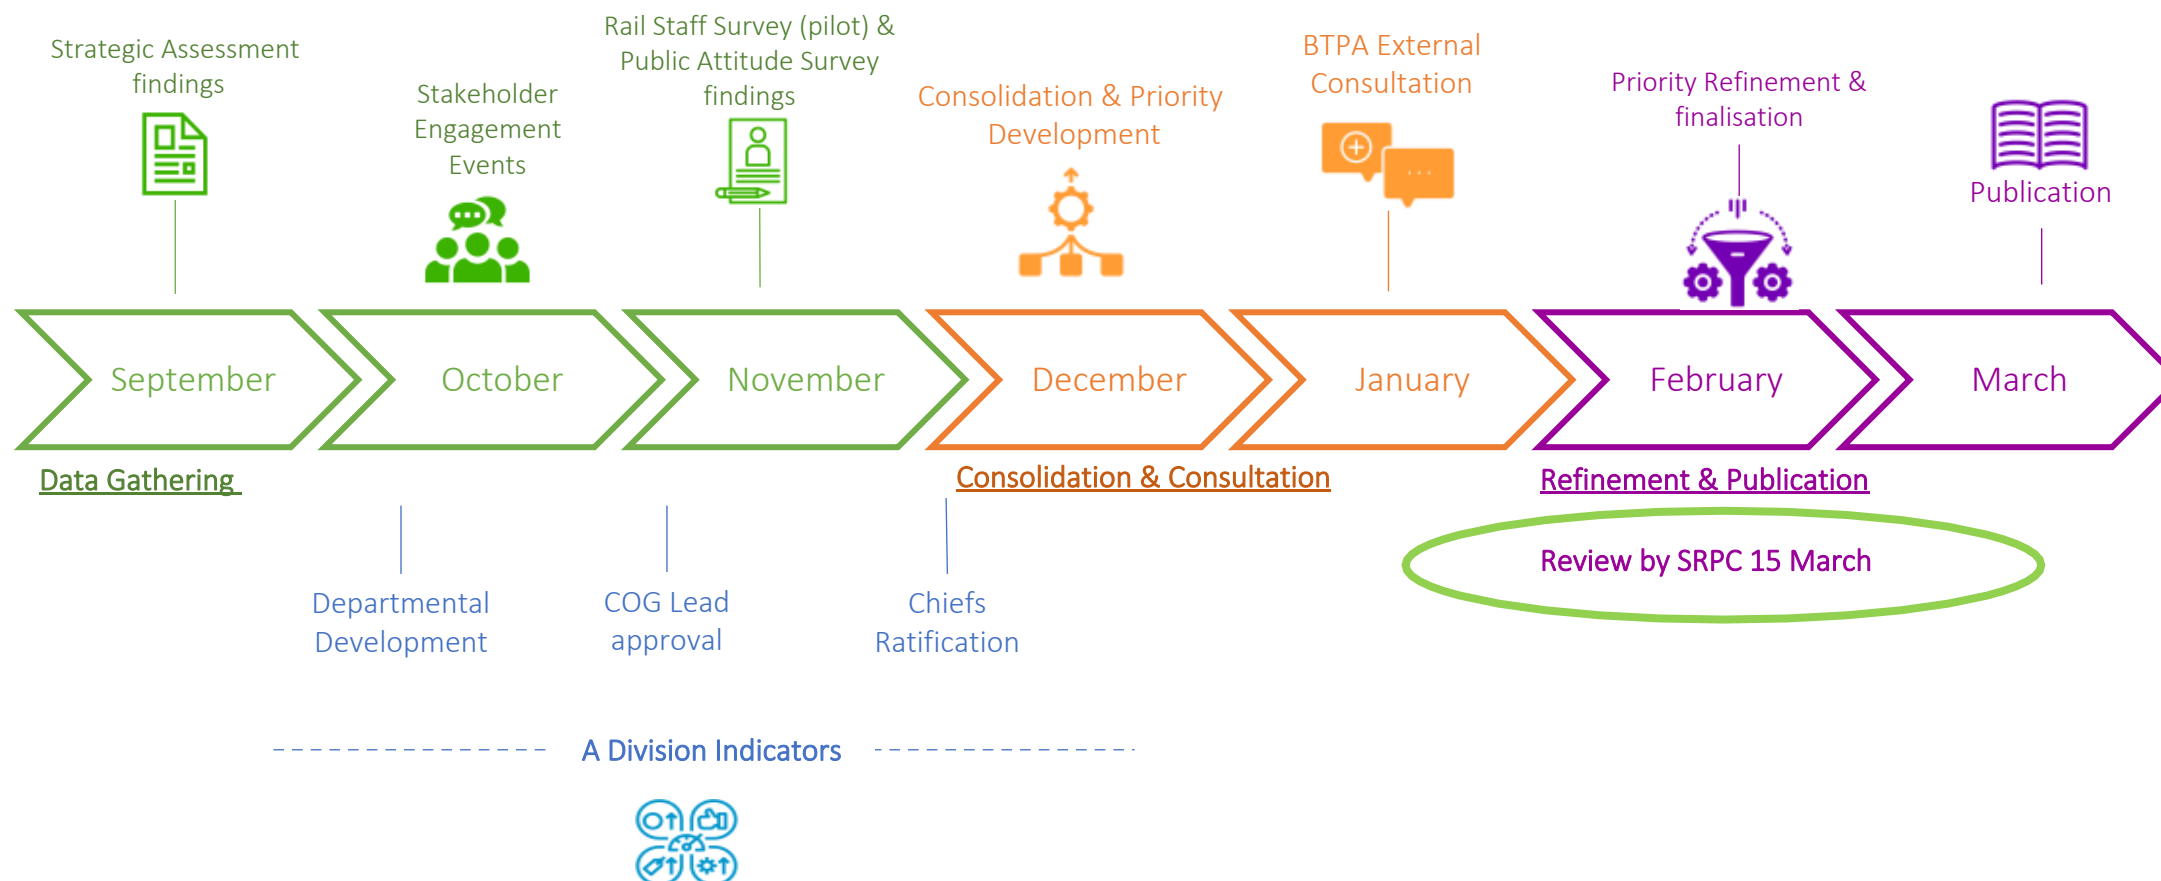 Strategic Assessment
findings
Stakeholder
Engagement
Events
Rail Staff Survey (pilot) &
Public Attitude Survey
findings
Consolidation & Priority
Development
BTPA External
Consultation
Priority Refinement &
finalisation
Publication
September
October
November
December
January
February
March
Data Gathering
Consolidation & Consultation
Refinement & Publication
Review by SRPC 15 March
Departmental
Development
COG Lead
approval
Chiefs
Ratification
A Division Indicators